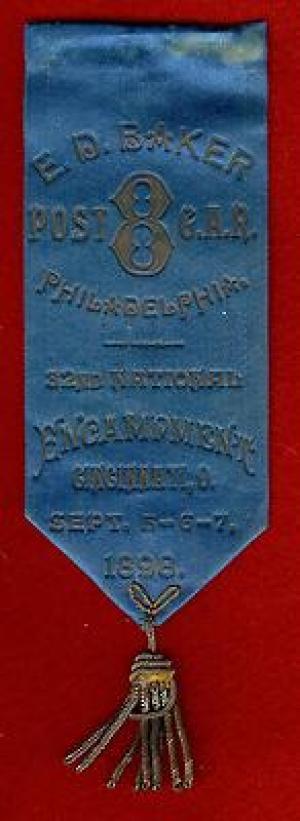 E. D. BAKER
POST 8 G.A.R.
PHILADELPHIA.
32ND NATIONAL
ENCAMPMENT
CINCINNATI, O.
SEPT. 5-6-7,
1898.